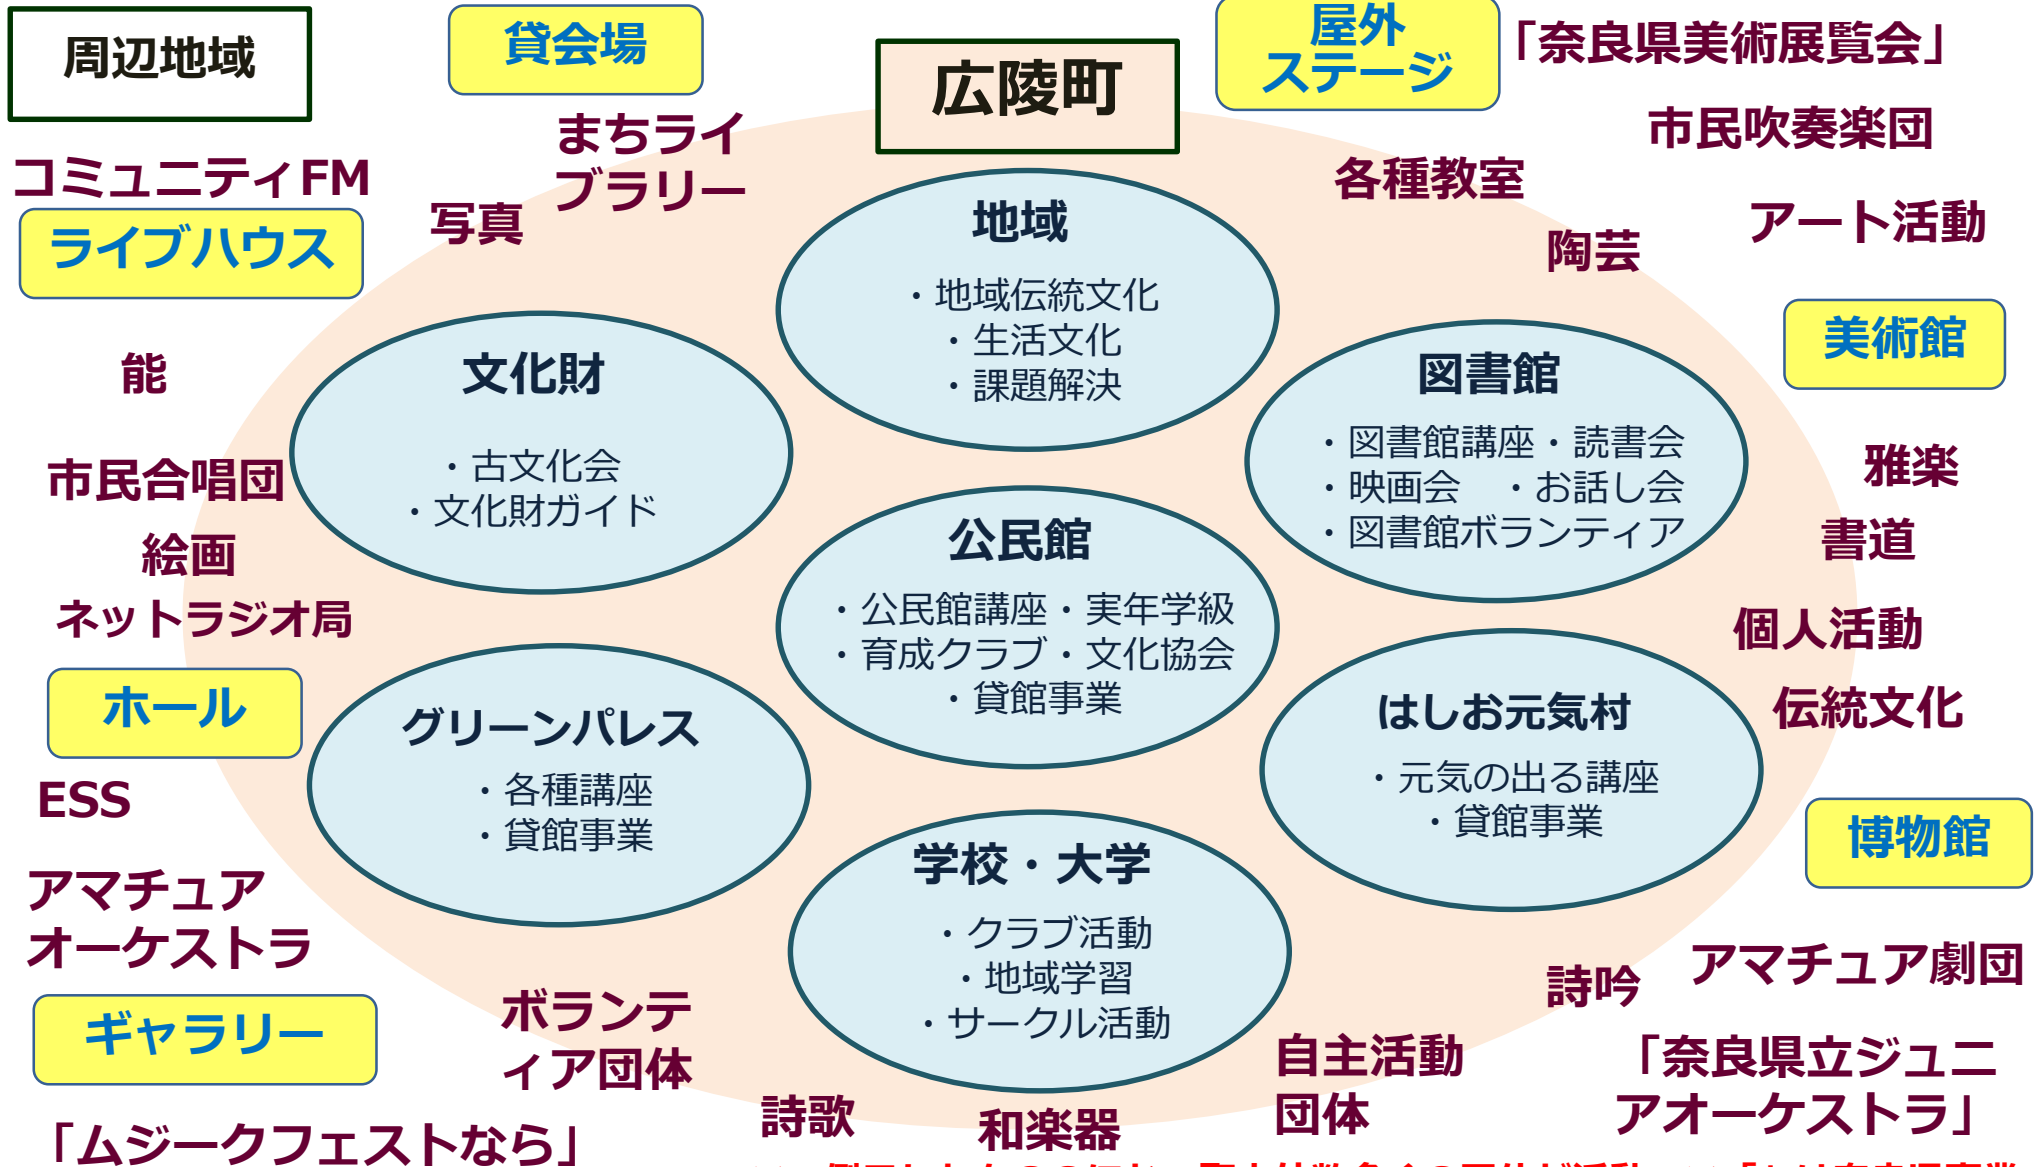 周辺地域
貸会場
広陵町
屋外
ステージ
「奈良県美術展覧会」
コミュニティFM
まちライ
ブラリー
写真
各種教室
市民吹奏楽団
ライブハウス
陶芸
アート活動
地域
・地域伝統文化
・生活文化
・課題解決
美術館
能
文化財
・古文化会
・文化財ガイド
図書館
・図書館講座・読書会
・映画会　・お話し会
・図書館ボランティア
市民合唱団
雅楽
絵画
書道
ネットラジオ局
公民館
・公民館講座・実年学級
・育成クラブ・文化協会
・貸館事業
個人活動
ホール
グリーンパレス
・各種講座
・貸館事業
はしお元気村
・元気の出る講座
・貸館事業
伝統文化
ESS
博物館
アマチュア
オーケストラ
学校・大学
・クラブ活動
・地域学習
・サークル活動
詩吟
アマチュア劇団
ギャラリー
ボランテ
ィア団体
自主活動
団体
「奈良県立ジュニ
アオーケストラ」
「ムジークフェストなら」
詩歌
和楽器